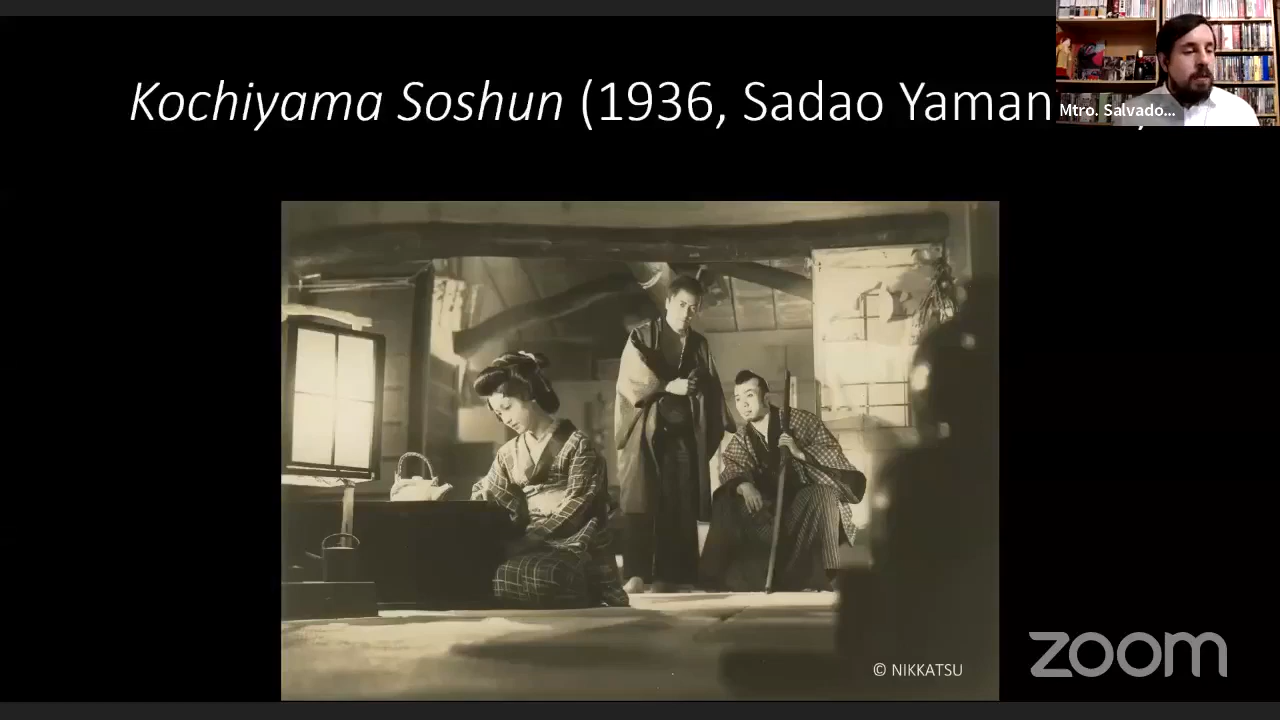 Kochiyama Soshun (1936, Sadao Yaman
Mtro. Salvado...
© NIKKATSU
zoom